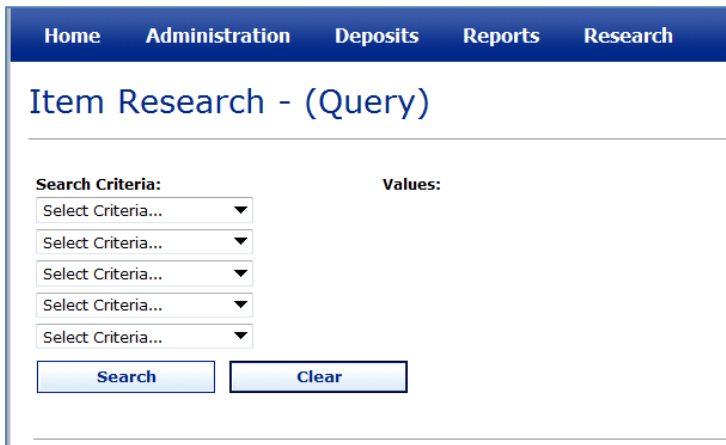 Home Administration Deposits Reports Research
Item Research - (Query)
Search Criteria: Values:
Select Criteria...
Select Criteria...
Select Criteria...
Select Criteria...
Select Criteria...
Search Clear